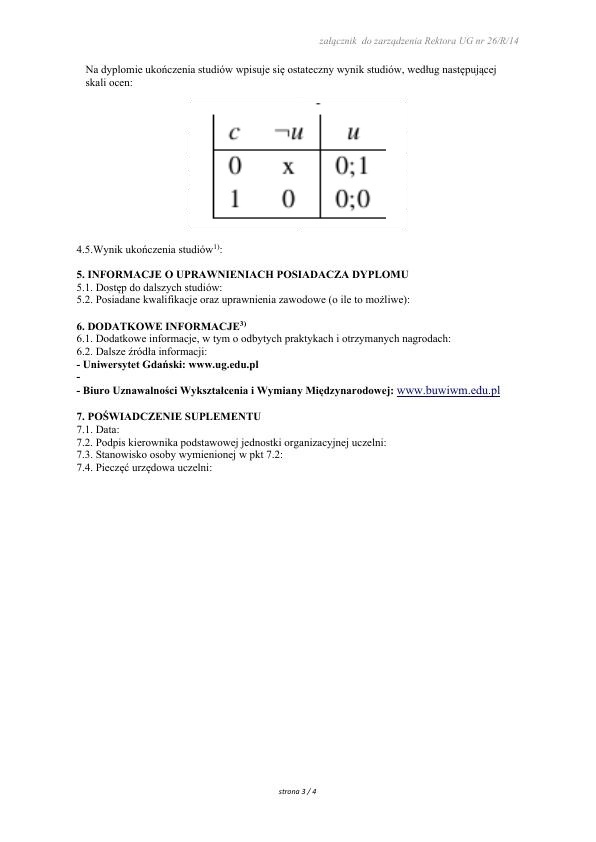 załącznik do zarządzenia Rektora UG nr 26/R/14
Na dyplomie ukończenia studiów wpisuje się ostateczny wynik studiów, według następującej
skali ocen:
-
c ¬u u
0 x 0;1
1 0 0;0
4.5.Wynik ukończenia studiów¹⁾:
5. INFORMACJE O UPRAWNIENIACH POSIADACZA DYPLOMU
5.1. Dostęp do dalszych studiów:
5.2. Posiadane kwalifikacje oraz uprawnienia zawodowe (o ile to możliwe):
6. DODATKOWE INFORMACJE³⁾
6.1. Dodatkowe informacje, w tym o odbytych praktykach i otrzymanych nagrodach:
6.2. Dalsze źródła informacji:
- Uniwersytet Gdański: www.ug.edu.pl
-
- Biuro Uznawalności Wykształcenia i Wymiany Międzynarodowej: www.buwiwm.edu.pl
7. POŚWIADCZENIE SUPLEMENTU
7.1. Data:
7.2. Podpis kierownika podstawowej jednostki organizacyjnej uczelni:
7.3. Stanowisko osoby wymienionej w pkt 7.2:
7.4. Pieczęć urzędowa uczelni:
strona 3 / 4